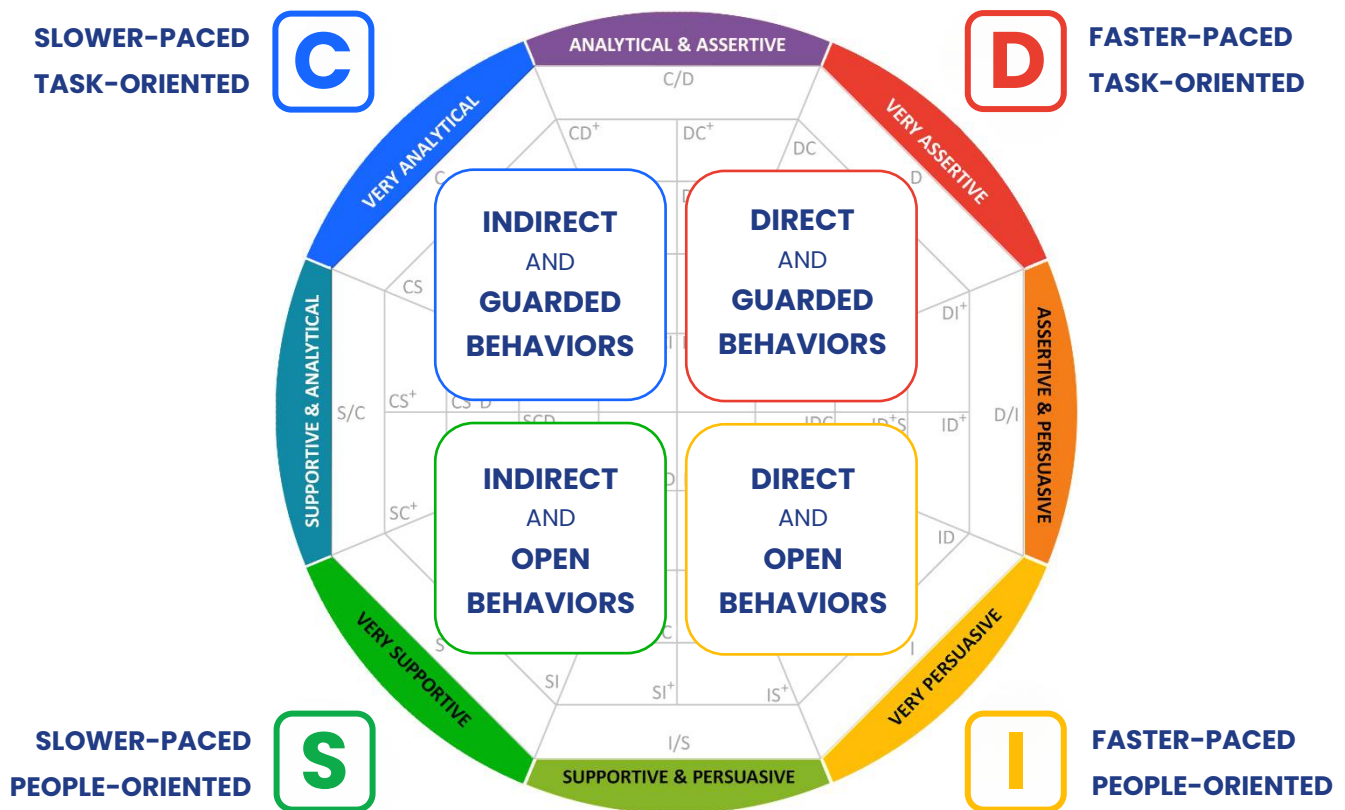 SLOWER-PACED
TASK-ORIENTED
C
ANALYTICAL & ASSERTIVE
D
FASTER-PACED
TASK-ORIENTED
C/D
VERY ANALYTICAL
VERY ASSERTIVE
CD+
DC+
DC
C
D
INDIRECT
AND
GUARDED
BEHAVIORS
DIRECT
AND
GUARDED
BEHAVIORS
CS
DI+
SUPPORTIVE & ANALYTICAL
ASSERTIVE & PERSUASIVE
S/C
CS+
ID+S
ID+
D/I
INDIRECT
AND
OPEN
BEHAVIORS
DIRECT
AND
OPEN
BEHAVIORS
SC+
ID
S
I
VERY SUPPORTIVE
VERY PERSUASIVE
SI
SI+
IS+
I/S
SUPPORTIVE & PERSUASIVE
SLOWER-PACED
PEOPLE-ORIENTED
S
I
FASTER-PACED
PEOPLE-ORIENTED